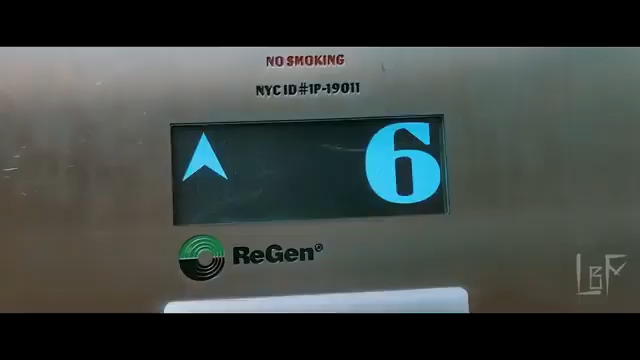 NO SMOKING
NYC ID#1P-19011
6
ReGen®
LBF